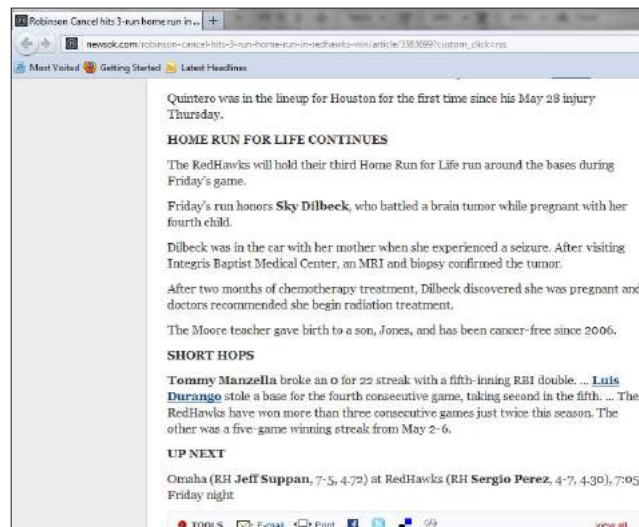 Robinson Cancel hits 3-run home run in ... +
newsok.com/robinson-cancel-hits-3-run-home-run-in-redhawks-win/article/3583699?custom_click=rss
Most Visited Getting Started Latest Headlines
Quintero was in the lineup for Houston for the first time since his May 28 injury
Thursday.
HOME RUN FOR LIFE CONTINUES
The RedHawks will hold their third Home Run for Life run around the bases during
Friday's game.
Friday's run honors Sky Dilbeck, who battled a brain tumor while pregnant with her
fourth child.
Dilbeck was in the car with her mother when she experienced a seizure. After visiting
Integris Baptist Medical Center, an MRI and biopsy confirmed the tumor.
After two months of chemotherapy treatment, Dilbeck discovered she was pregnant and
doctors recommended she begin radiation treatment.
The Moore teacher gave birth to a son, Jones, and has been cancer-free since 2006.
SHORT HOPS
Tommy Manzella broke an 0 for 22 streak with a fifth-inning RBI double. ... Luis
Durango stole a base for the fourth consecutive game, taking second in the fifth. ... The
RedHawks have won more than three consecutive games just twice this season. The
other was a five-game winning streak from May 2-6.
UP NEXT
Omaha (RH Jeff Suppan, 7-5, 4.72) at RedHawks (RH Sergio Perez, 4-7, 4.30), 7:05
Friday night
TOOLS E-mail Print view all